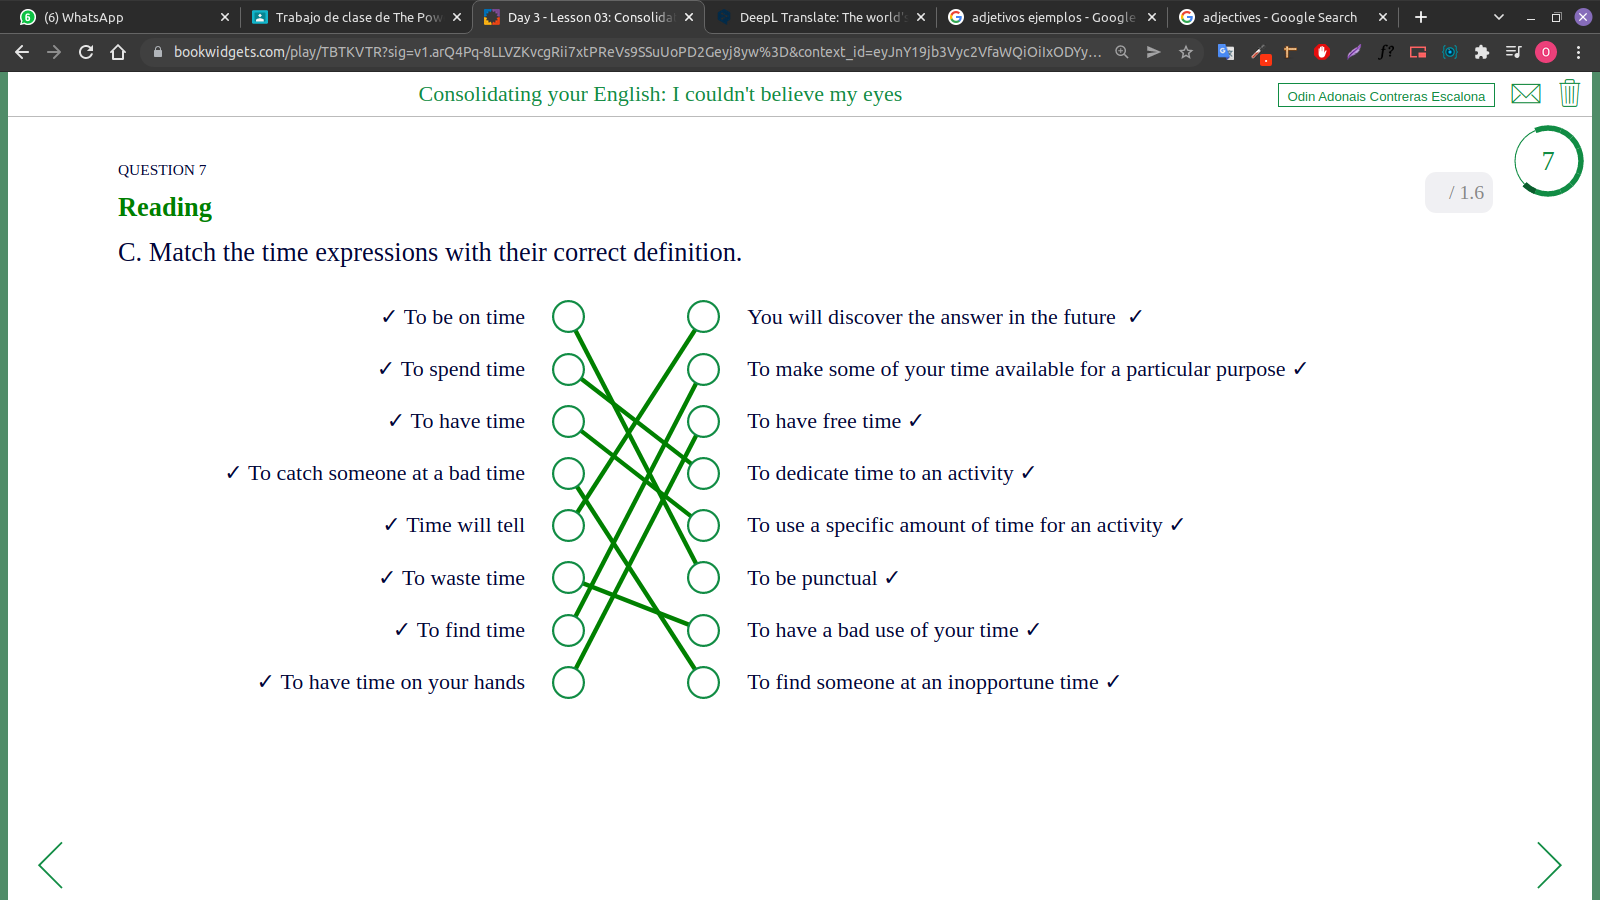 (6) WhatsApp
Trabajo de clase de The Pow
Day 3 - Lesson 03: Consolida
DeepL Translate: The world's
adjetivos ejemplos - Google
adjectives - Google Search
bookwidgets.com/play/TBTKVTR?sig=v1.arQ4Pq-8LLVZKvcgRii7xtPReVs9SSuUoPD2Geyj8yw%3D&context_id=eyJnY19jb3Vyc2VfaWQiOiIxODYy...
Consolidating your English: I couldn't believe my eyes
Odin Adonais Contreras Escalona
7
QUESTION 7
/ 1.6
Reading
C. Match the time expressions with their correct definition.
✓ To be on time
You will discover the answer in the future ✓
✓ To spend time
To make some of your time available for a particular purpose ✓
✓ To have time
To have free time ✓
✓ To catch someone at a bad time
To dedicate time to an activity ✓
✓ Time will tell
To use a specific amount of time for an activity ✓
✓ To waste time
To be punctual ✓
✓ To find time
To have a bad use of your time ✓
✓ To have time on your hands
To find someone at an inopportune time ✓